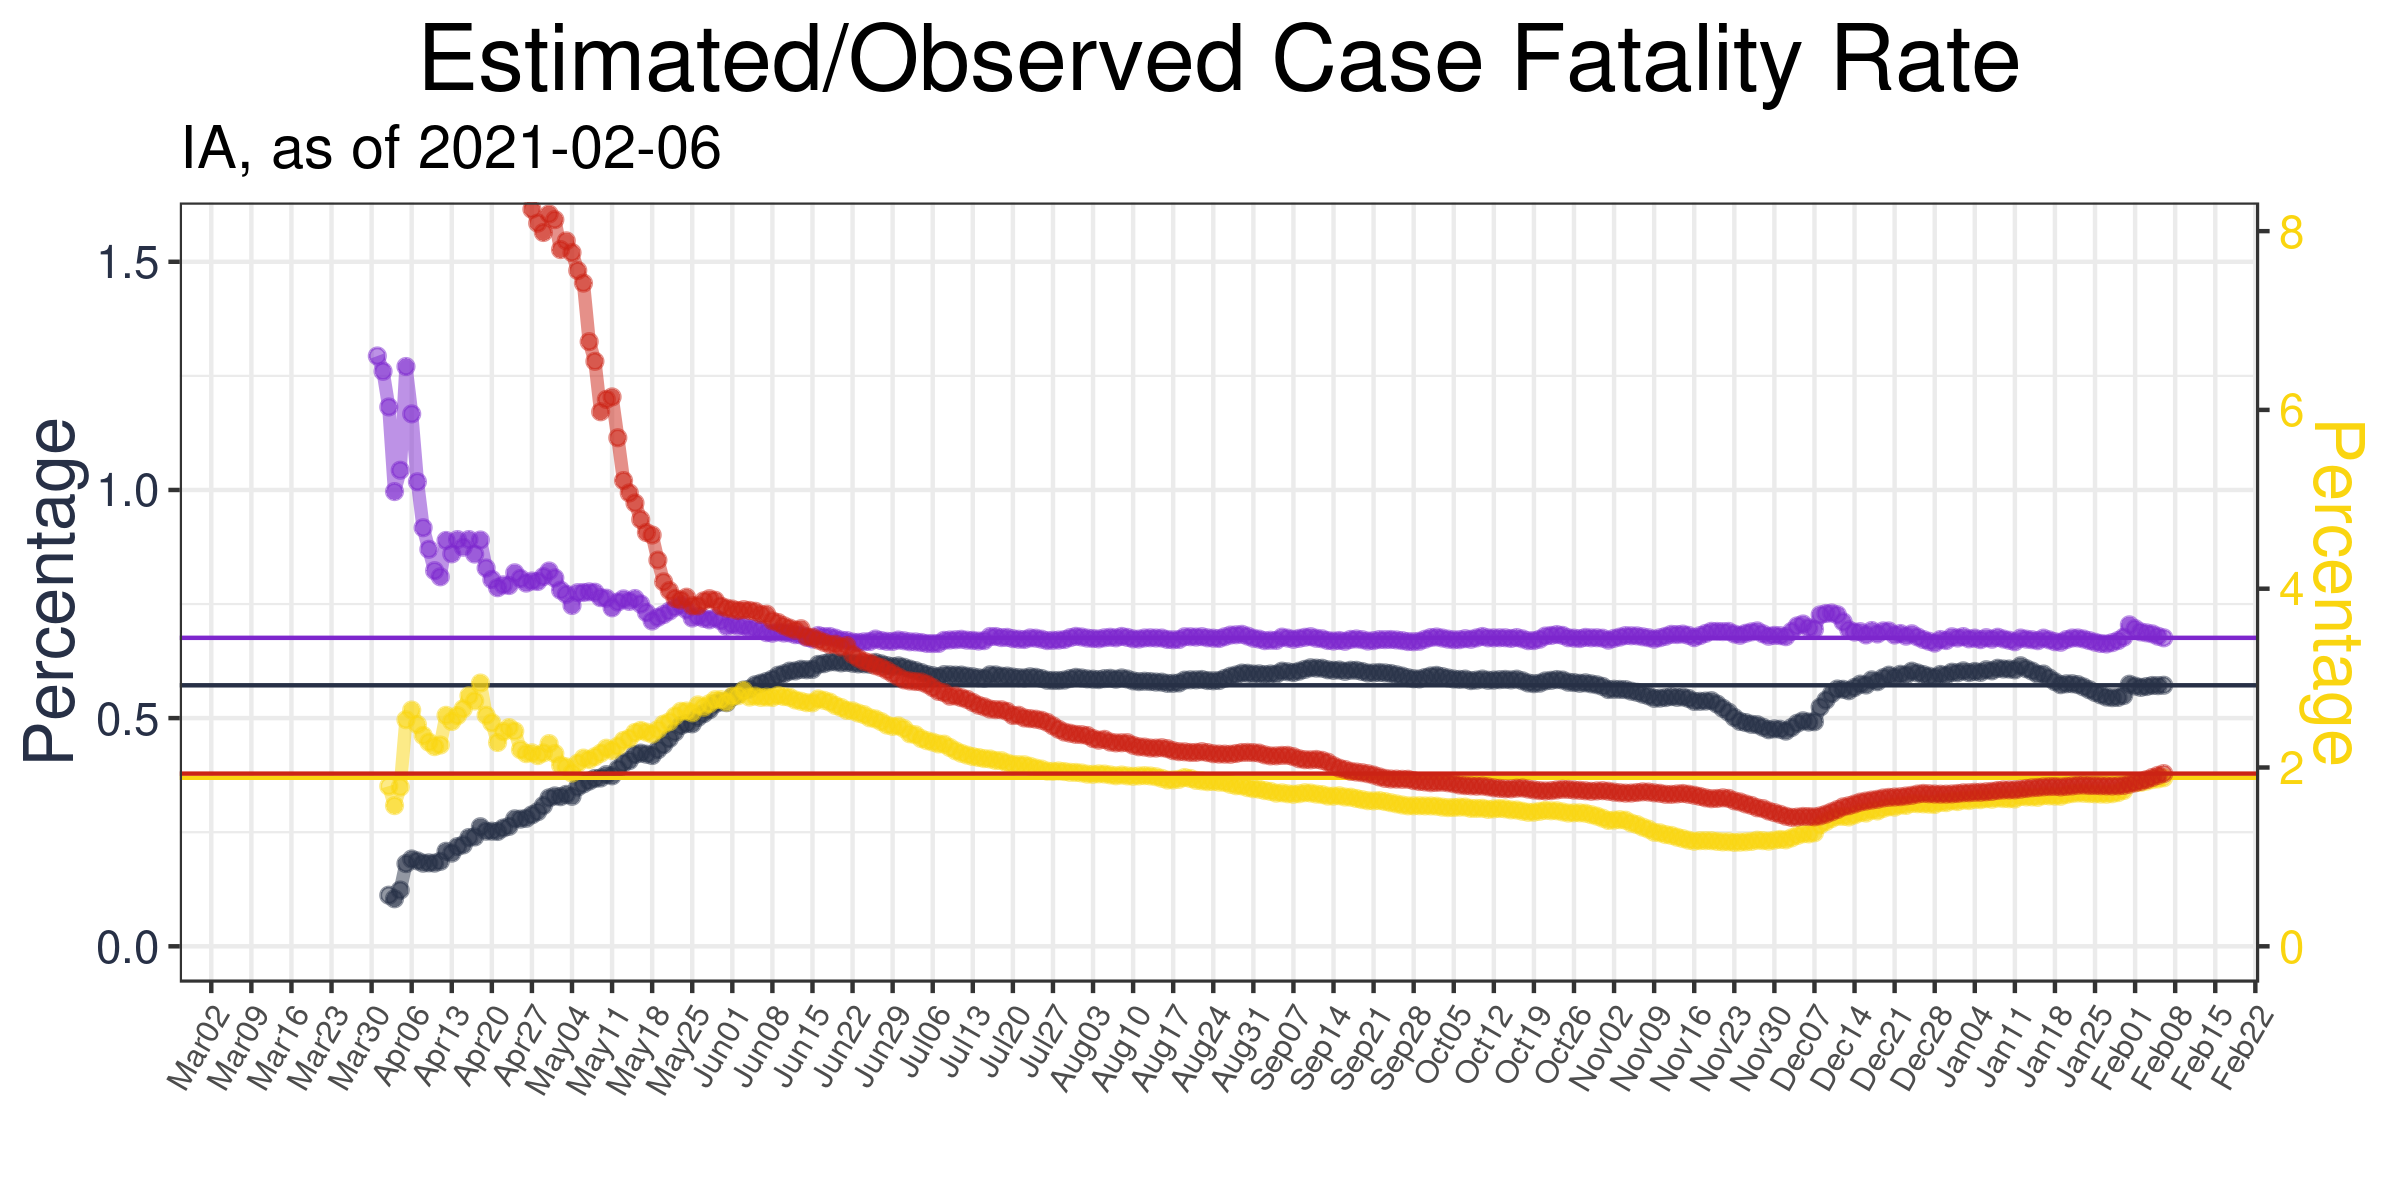 Estimated/Observed Case Fatality Rate
IA, as of 2021-02-06
Percentage
1.5
1.0
0.5
0.0
8
6
4
2
0
Percentage
Mar02
Mar09
Mar16
Mar23
Mar30
Apr06
Apr13
Apr20
Apr27
May04
May11
May18
May25
Jun01
Jun08
Jun15
Jun22
Jun29
Jul06
Jul13
Jul20
Jul27
Aug03
Aug10
Aug17
Aug24
Aug31
Sep07
Sep14
Sep21
Sep28
Oct05
Oct12
Oct19
Oct26
Nov02
Nov09
Nov16
Nov23
Nov30
Dec07
Dec14
Dec21
Dec28
Jan04
Jan11
Jan18
Jan25
Feb01
Feb08
Feb15
Feb22